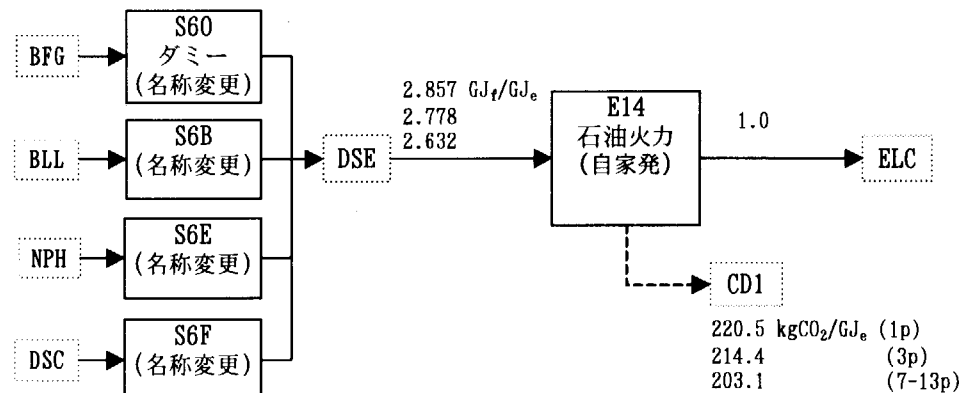 BFG
S60
ダミー
(名称変更)
BLL
S6B
(名称変更)
NPH
S6E
(名称変更)
DSC
S6F
(名称変更)
DSE
2.857 GJf/GJe
2.778
2.632
E14
石油火力
(自家発)
1.0
ELC
CD1
220.5 kgCO₂/GJe (1p)
214.4 (3p)
203.1 (7-13p)